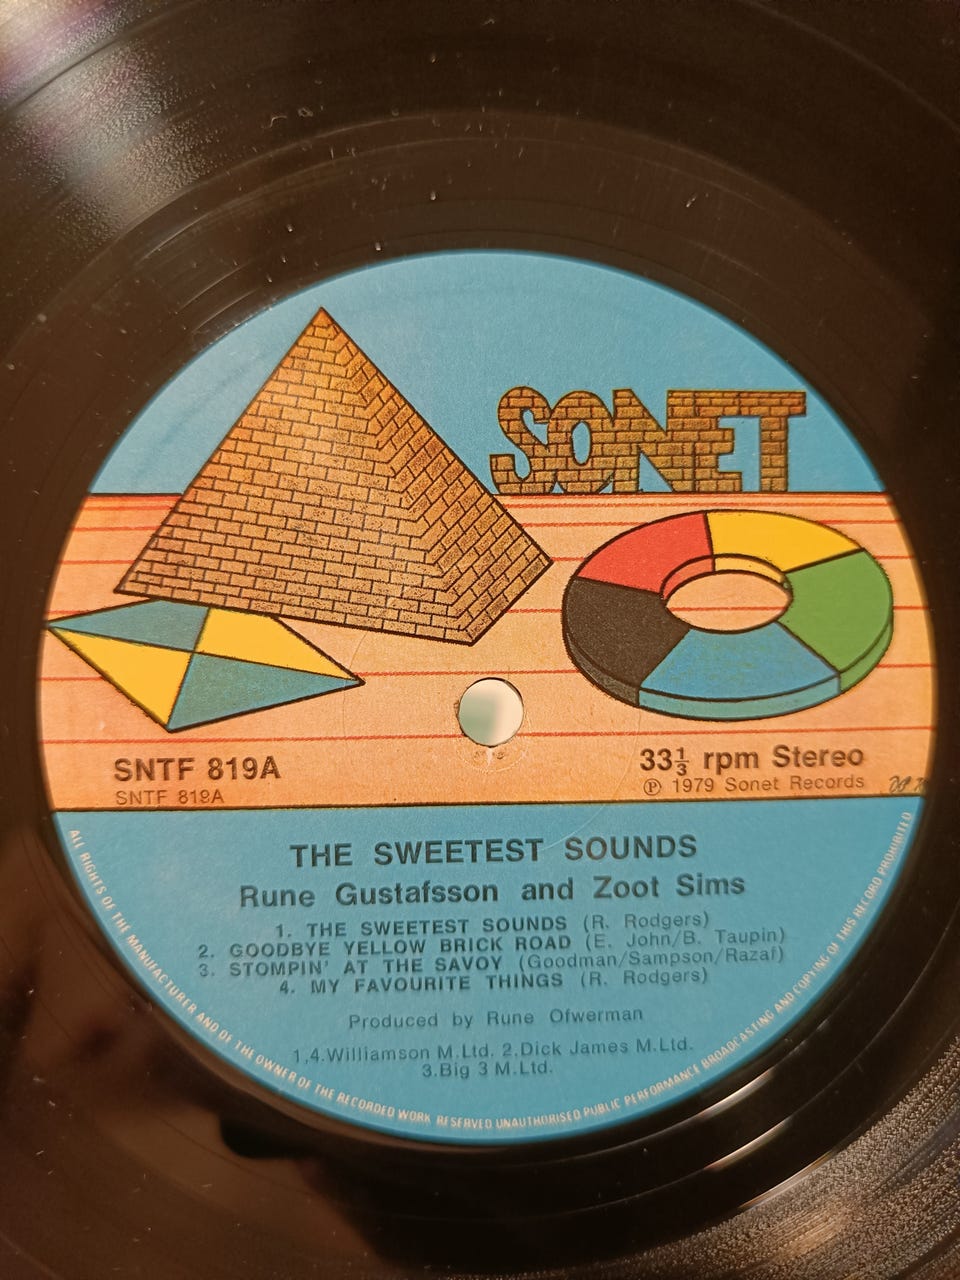 SONET
SNTF 819A
SNTF 819A
33⅓ rpm Stereo
℗ 1979 Sonet Records
THE SWEETEST SOUNDS
Rune Gustafsson and Zoot Sims
1. THE SWEETEST SOUNDS (R. Rodgers)
2. GOODBYE YELLOW BRICK ROAD (E. John/B. Taupin)
3. STOMPIN' AT THE SAVOY (Goodman/Sampson/Razaf)
4. MY FAVOURITE THINGS (R. Rodgers)
Produced by Rune Ofwerman
1,4.Williamson M.Ltd. 2.Dick James M.Ltd.
3.Big 3 M.Ltd.
ALL RIGHTS OF THE MANUFACTURER AND OF THE OWNER OF THE RECORDED WORK RESERVED UNAUTHORISED PUBLIC PERFORMANCE BROADCASTING AND COPYING OF THIS RECORD PROHIBITED